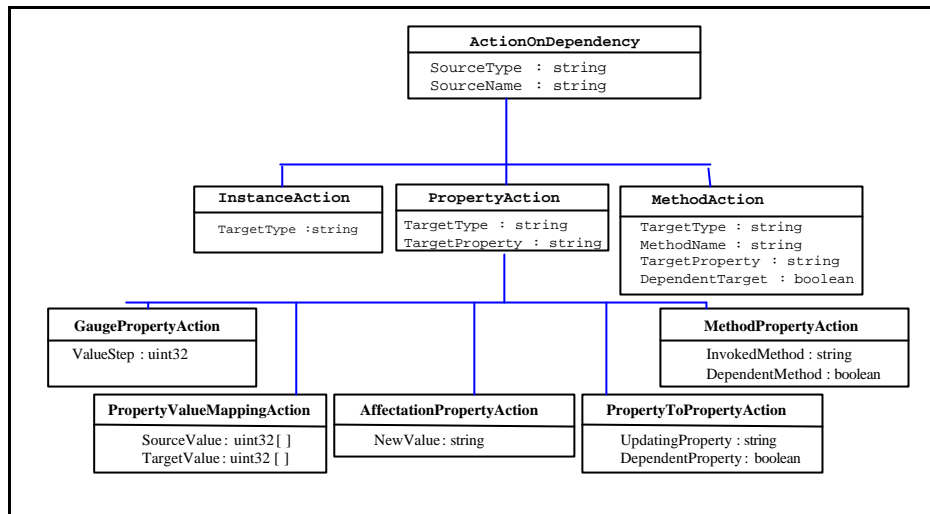 ActionOnDependency
SourceType : string
SourceName : string
InstanceAction
TargetType :string
PropertyAction
TargetType : string
TargetProperty : string
MethodAction
TargetType : string
MethodName : string
TargetProperty : string
DependentTarget : boolean
GaugePropertyAction
ValueStep : uint32
MethodPropertyAction
InvokedMethod : string
DependentMethod : boolean
PropertyValueMappingAction
SourceValue : uint32 [ ]
TargetValue : uint32 [ ]
AffectationPropertyAction
NewValue : string
PropertyToPropertyAction
UpdatingProperty : string
DependentProperty : boolean